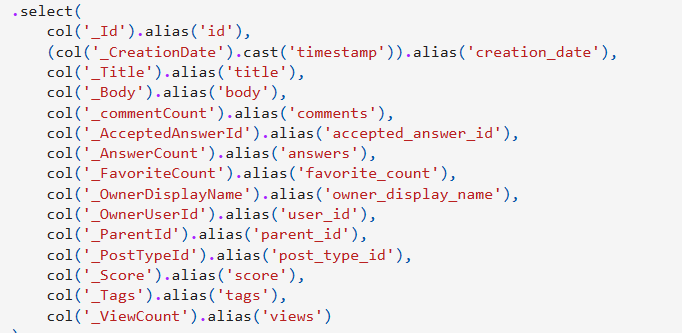 .select(
col('_Id').alias('id'),
(col('_CreationDate').cast('timestamp')).alias('creation_date'),
col('_Title').alias('title'),
col('_Body').alias('body'),
col('_commentCount').alias('comments'),
col('_AcceptedAnswerId').alias('accepted_answer_id'),
col('_AnswerCount').alias('answers'),
col('_FavoriteCount').alias('favorite_count'),
col('_OwnerDisplayName').alias('owner_display_name'),
col('_OwnerUserId').alias('user_id'),
col('_ParentId').alias('parent_id'),
col('_PostTypeId').alias('post_type_id'),
col('_Score').alias('score'),
col('_Tags').alias('tags'),
col('_ViewCount').alias('views')